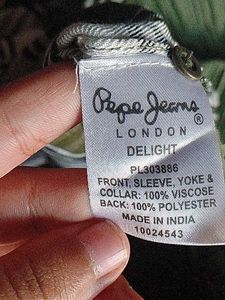 Pepe Jeans®
LONDON
DELIGHT
PL303886
FRONT, SLEEVE, YOKE &
COLLAR: 100% VISCOSE
BACK: 100% POLYESTER
MADE IN INDIA
10024543